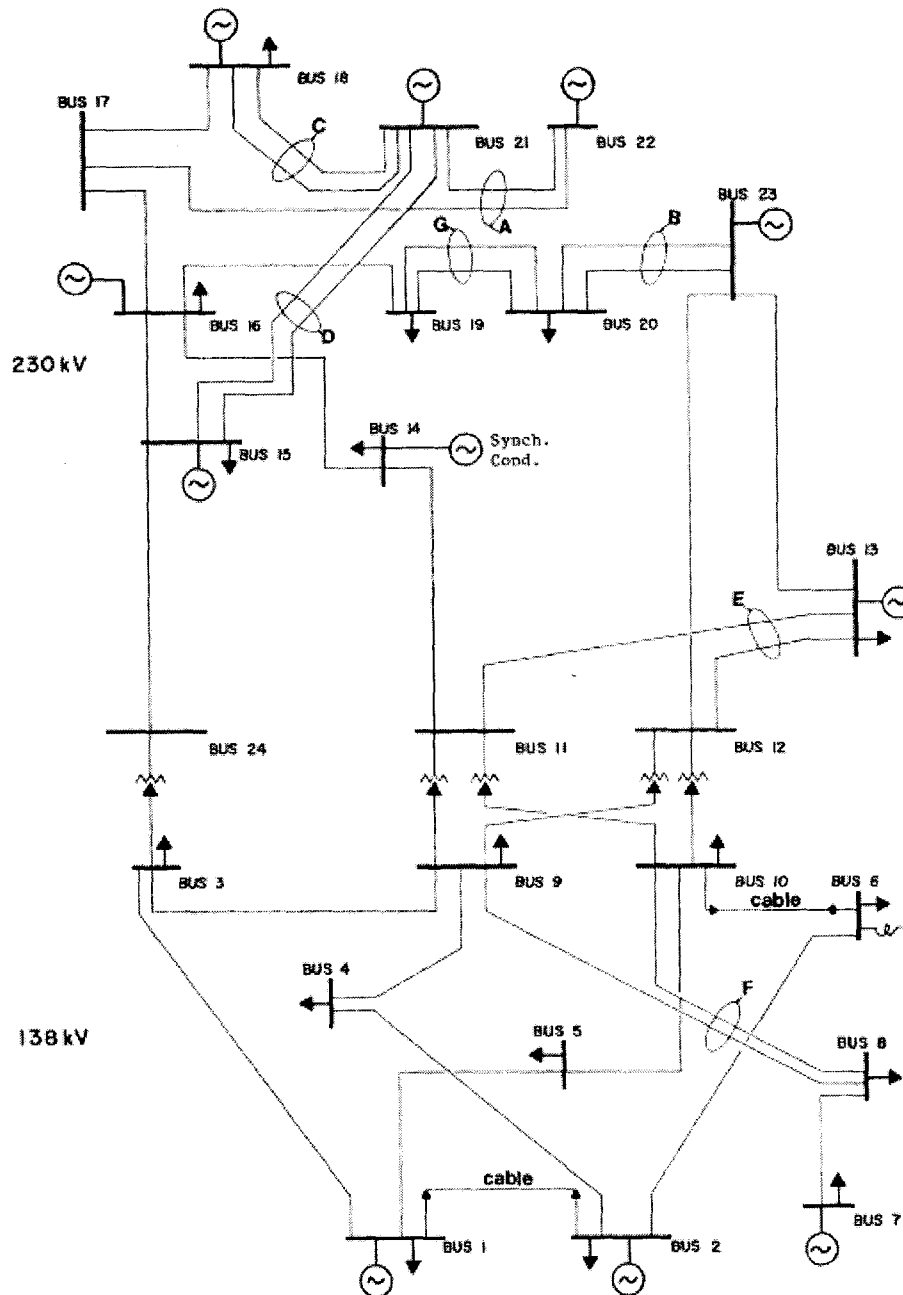 BUS 18
BUS 17
C
BUS 21
BUS 22
BUS 23
A
G
B
BUS 16
D
BUS 19
BUS 20
230 kV
BUS 14
Synch.
Cond.
BUS 15
BUS 13
E
BUS 24
BUS 11
BUS 12
BUS 3
BUS 9
BUS 10
BUS 6
cable
BUS 4
F
138 kV
BUS 5
BUS 8
cable
BUS 7
BUS 1
BUS 2